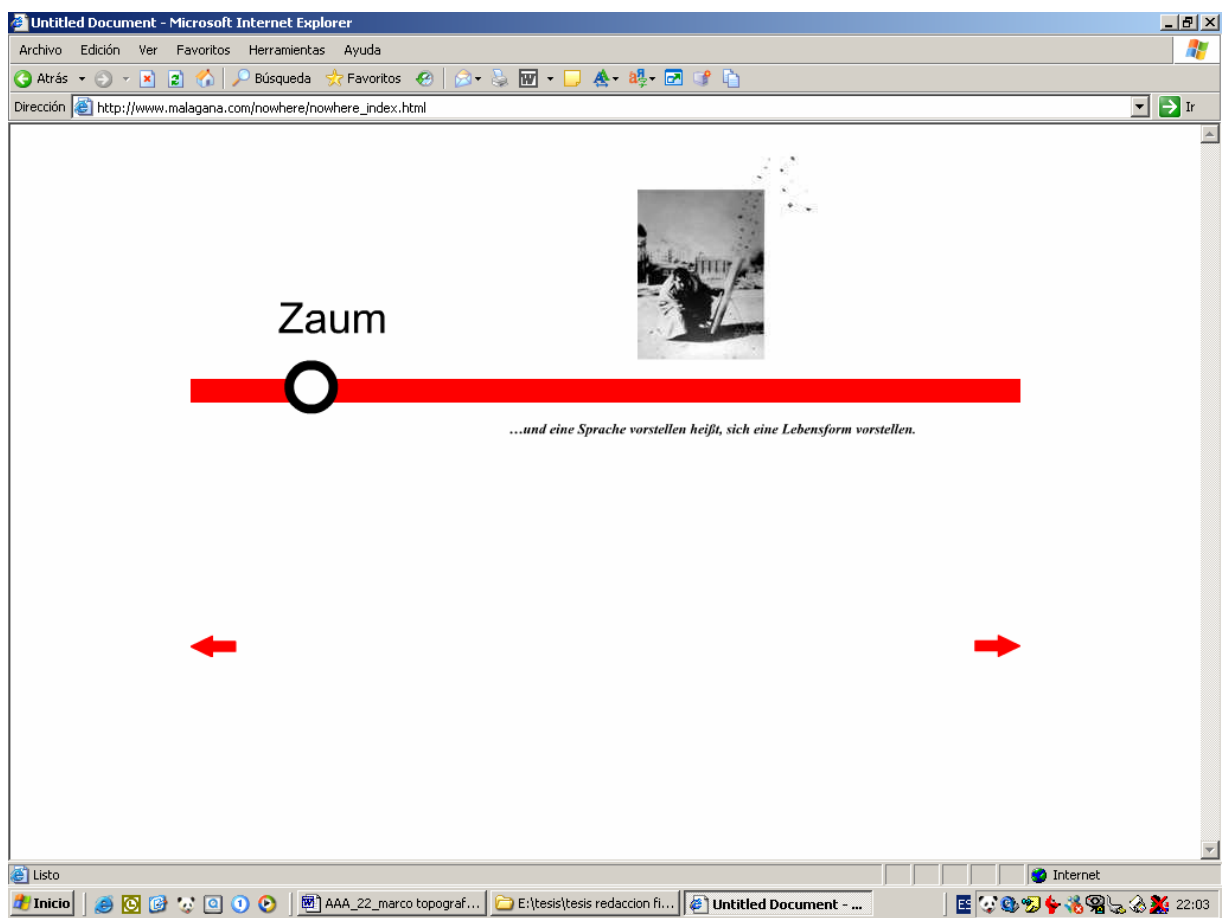 Untitled Document - Microsoft Internet Explorer
Archivo Edición Ver Favoritos Herramientas Ayuda
Atrás Búsqueda Favoritos
Dirección http://www.malagana.com/nowhere/nowhere_index.html Ir
Zaum
...und eine Sprache vorstellen heißt, sich eine Lebensform vorstellen.
Listo Internet
Inicio AAA_22_marco topograf... E:\tesis\tesis redaccion fi... Untitled Document - ... ES 22:03